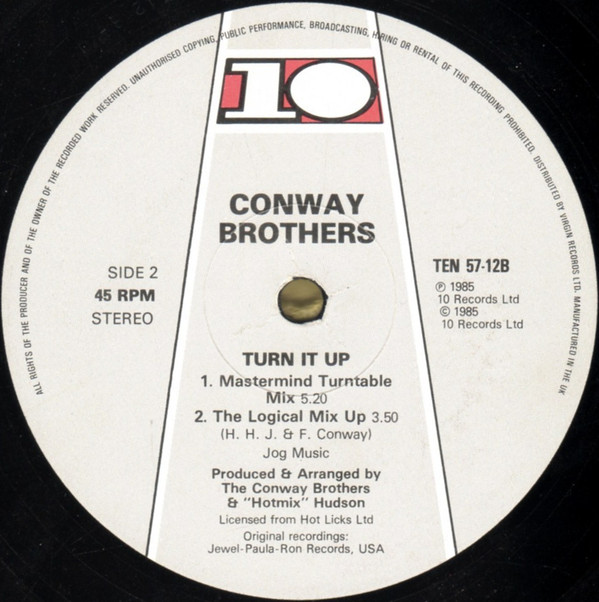 ALL RIGHTS OF THE PRODUCER AND OF THE OWNER OF THE RECORDED WORK RESERVED. UNAUTHORISED COPYING, PUBLIC PERFORMANCE, BROADCASTING, HIRING OR RENTAL OF THIS RECORDING PROHIBITED. DISTRIBUTED BY VIRGIN RECORDS LTD. MANUFACTURED IN THE UK
10
CONWAY
BROTHERS
SIDE 2
45 RPM
STEREO
TEN 57-12B
℗ 1985
10 Records Ltd
© 1985
10 Records Ltd
TURN IT UP
1. Mastermind Turntable
Mix 5.20
2. The Logical Mix Up 3.50
(H. H. J. & F. Conway)
Jog Music
Produced & Arranged by
The Conway Brothers
& "Hotmix" Hudson
Licensed from Hot Licks Ltd
Original recordings:
Jewel-Paula-Ron Records, USA